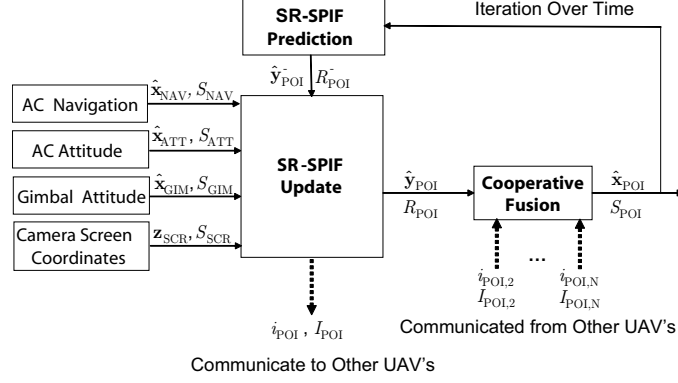 SR-SPIF
Prediction
Iteration Over Time
ŷ⁻POI R⁻POI
AC Navigation
x̂NAV, SNAV
AC Attitude
x̂ATT, SATT
Gimbal Attitude
x̂GIM, SGIM
Camera Screen
Coordinates
zSCR, SSCR
SR-SPIF
Update
ŷPOI
RPOI
Cooperative
Fusion
x̂POI
SPOI
iPOI,2
IPOI,2
...
iPOI,N
IPOI,N
iPOI , IPOI
Communicated from Other UAV's
Communicate to Other UAV's